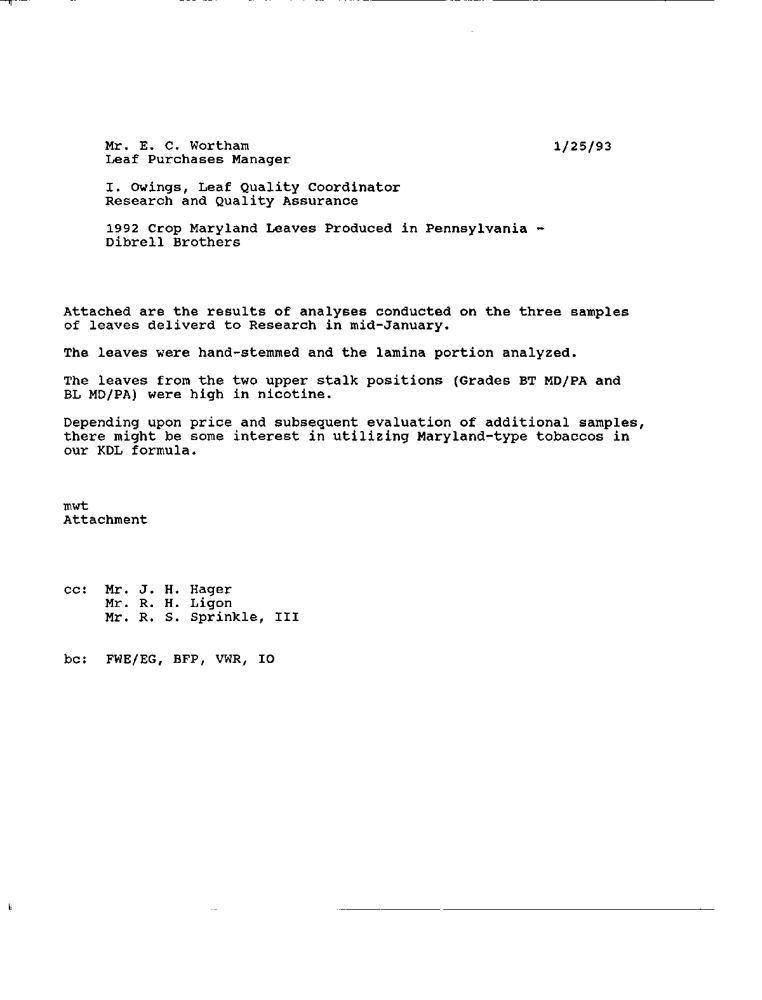 Mr. E. C. Wortham 1/25/93
Leaf Purchases Manager
I. Owings, Leaf Quality Coordinator
Research and Quality Assurance
1992 Crop Maryland Leaves Produced in Pennsylvania -
Dibrell Brothers
Attached are the results of analyses conducted on the three samples
of leaves deliverd to Research in mid-January.
The leaves were hand-stemmed and the lamina portion analyzed.
The leaves from the two upper stalk positions (Grades BT MD/PA and
BL MD/PA) were high in nicotine.
Depending upon price and subsequent evaluation of additional samples,
there might be some interest in utilizing Maryland-type tobaccos in
our KDL formula.
mwt
Attachment
cc: Mr. J. H. Hager
Mr. R. H. Ligon
Mr. R. S. Sprinkle, III
bc: FWE/EG, BFP, VWR, IO